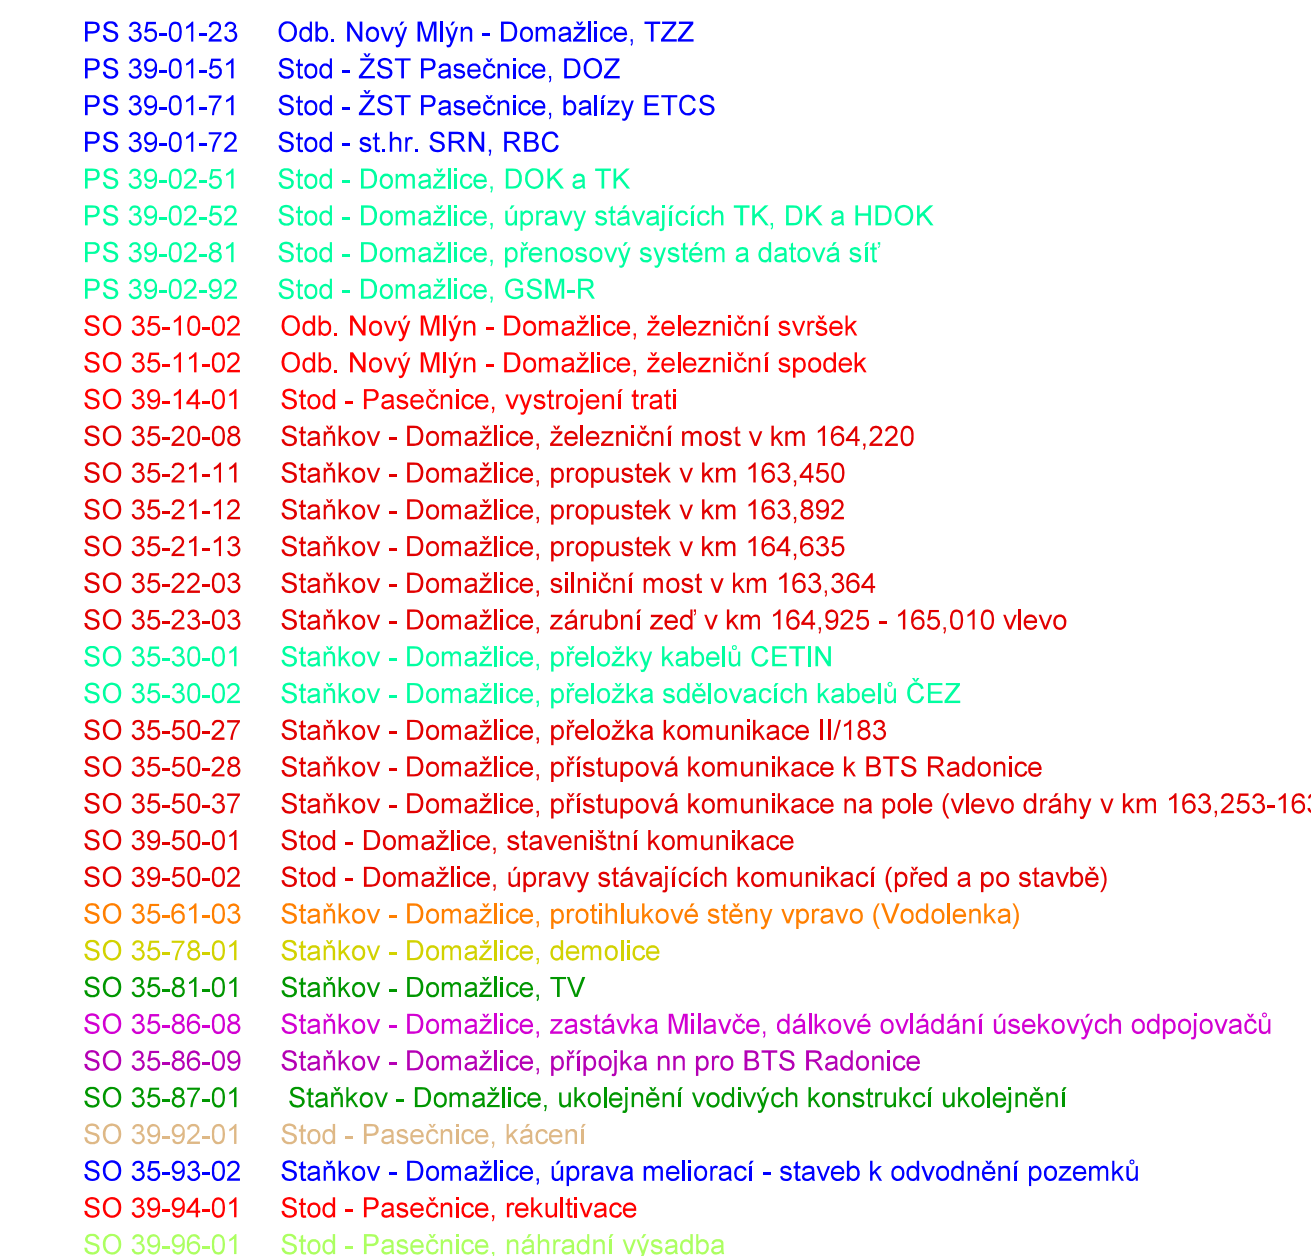 PS 35-01-23 Odb. Nový Mlýn - Domažlice, TZZ
PS 39-01-51 Stod - ŽST Pasečnice, DOZ
PS 39-01-71 Stod - ŽST Pasečnice, balízy ETCS
PS 39-01-72 Stod - st.hr. SRN, RBC
PS 39-02-51 Stod - Domažlice, DOK a TK
PS 39-02-52 Stod - Domažlice, úpravy stávajících TK, DK a HDOK
PS 39-02-81 Stod - Domažlice, přenosový systém a datová síť
PS 39-02-92 Stod - Domažlice, GSM-R
SO 35-10-02 Odb. Nový Mlýn - Domažlice, železniční svršek
SO 35-11-02 Odb. Nový Mlýn - Domažlice, železniční spodek
SO 39-14-01 Stod - Pasečnice, vystrojení trati
SO 35-20-08 Staňkov - Domažlice, železniční most v km 164,220
SO 35-21-11 Staňkov - Domažlice, propustek v km 163,450
SO 35-21-12 Staňkov - Domažlice, propustek v km 163,892
SO 35-21-13 Staňkov - Domažlice, propustek v km 164,635
SO 35-22-03 Staňkov - Domažlice, silniční most v km 163,364
SO 35-23-03 Staňkov - Domažlice, zárubní zeď v km 164,925 - 165,010 vlevo
SO 35-30-01 Staňkov - Domažlice, přeložky kabelů CETIN
SO 35-30-02 Staňkov - Domažlice, přeložka sdělovacích kabelů ČEZ
SO 35-50-27 Staňkov - Domažlice, přeložka komunikace II/183
SO 35-50-28 Staňkov - Domažlice, přístupová komunikace k BTS Radonice
SO 35-50-37 Staňkov - Domažlice, přístupová komunikace na pole (vlevo dráhy v km 163,253-163
SO 39-50-01 Stod - Domažlice, staveništní komunikace
SO 39-50-02 Stod - Domažlice, úpravy stávajících komunikací (před a po stavbě)
SO 35-61-03 Staňkov - Domažlice, protihlukové stěny vpravo (Vodolenka)
SO 35-78-01 Staňkov - Domažlice, demolice
SO 35-81-01 Staňkov - Domažlice, TV
SO 35-86-08 Staňkov - Domažlice, zastávka Milavče, dálkové ovládání úsekových odpojovačů
SO 35-86-09 Staňkov - Domažlice, přípojka nn pro BTS Radonice
SO 35-87-01 Staňkov - Domažlice, ukolejnění vodivých konstrukcí ukolejnění
SO 39-92-01 Stod - Pasečnice, kácení
SO 35-93-02 Staňkov - Domažlice, úprava meliorací - staveb k odvodnění pozemků
SO 39-94-01 Stod - Pasečnice, rekultivace
SO 39-96-01 Stod - Pasečnice, náhradní výsadba